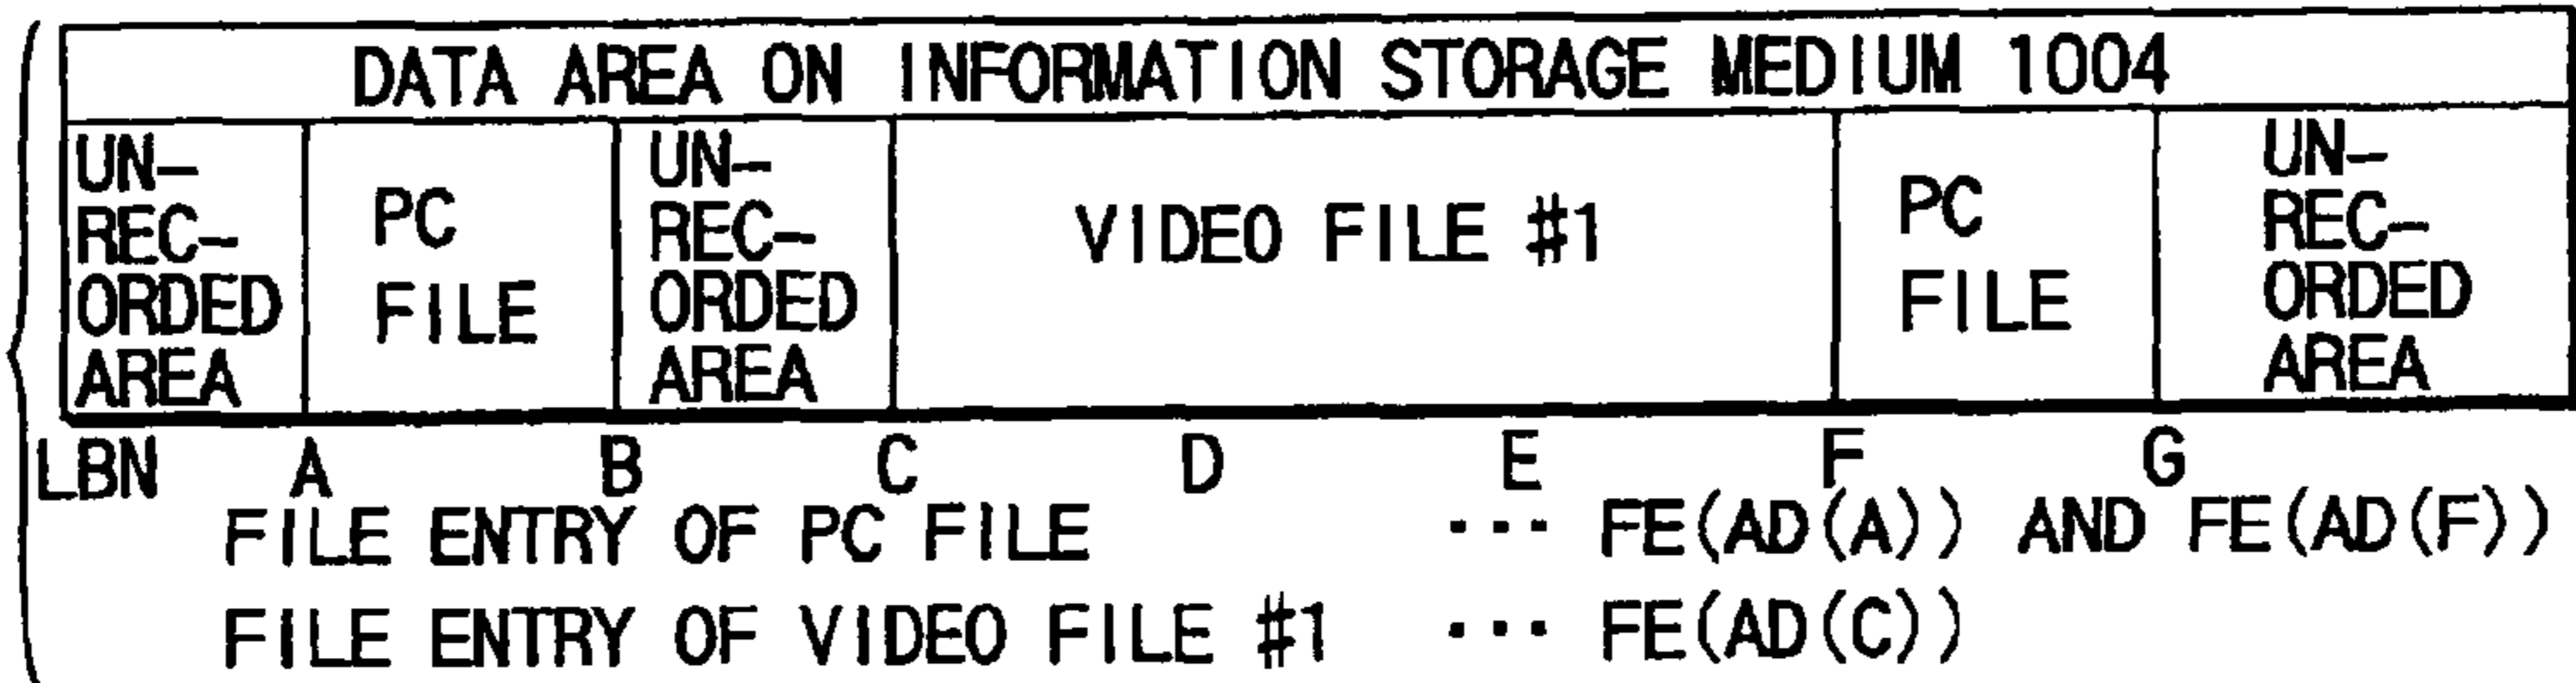 DATA AREA ON INFORMATION STORAGE MEDIUM 1004
UN-
REC-
ORDED
AREA
PC
FILE
UN-
REC-
ORDED
AREA
VIDEO FILE #1
PC
FILE
UN-
REC-
ORDED
AREA
LBN A B C D E F G
FILE ENTRY OF PC FILE ··· FE(AD(A)) AND FE(AD(F))
FILE ENTRY OF VIDEO FILE #1 ··· FE(AD(C))